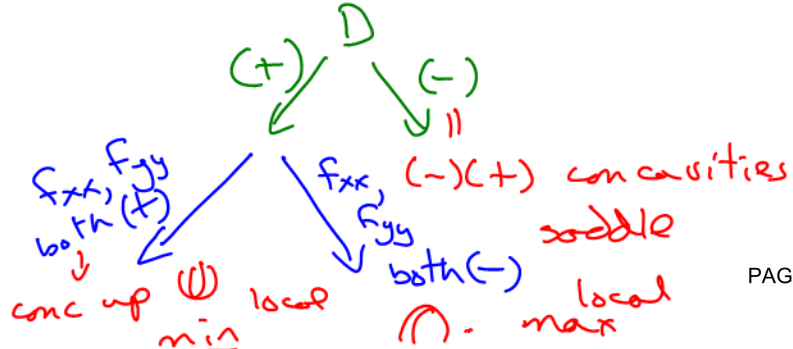 D
(+)
(-)
=
fxx, fyy
both (+)
fxx,
fyy
both (-)
(-)(+) concavities
saddle
conc up local
min
local
max
PAG